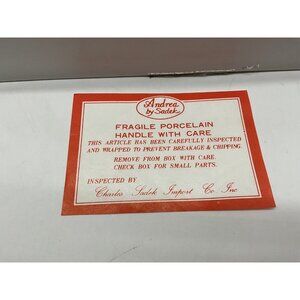 Andrea
by Sadek
FRAGILE PORCELAIN
HANDLE WITH CARE
THIS ARTICLE HAS BEEN CAREFULLY INSPECTED
AND WRAPPED TO PREVENT BREAKAGE & CHIPPING.
REMOVE FROM BOX WITH CARE
CHECK BOX FOR SMALL PARTS.
INSPECTED BY
Charles Sadek Import Co Inc